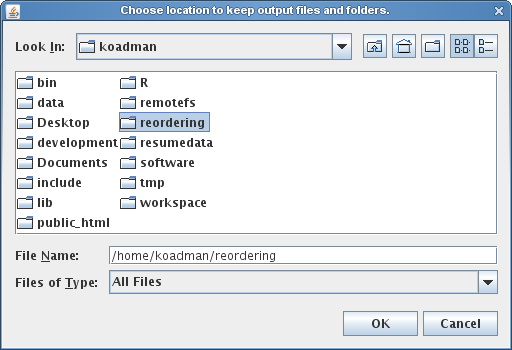 Choose location to keep output files and folders.
Look In: koadman
bin R
data remotefs
Desktop reordering
development resumedata
Documents software
include tmp
lib workspace
public_html
File Name: /home/koadman/reordering
Files of Type: All Files
OK Cancel